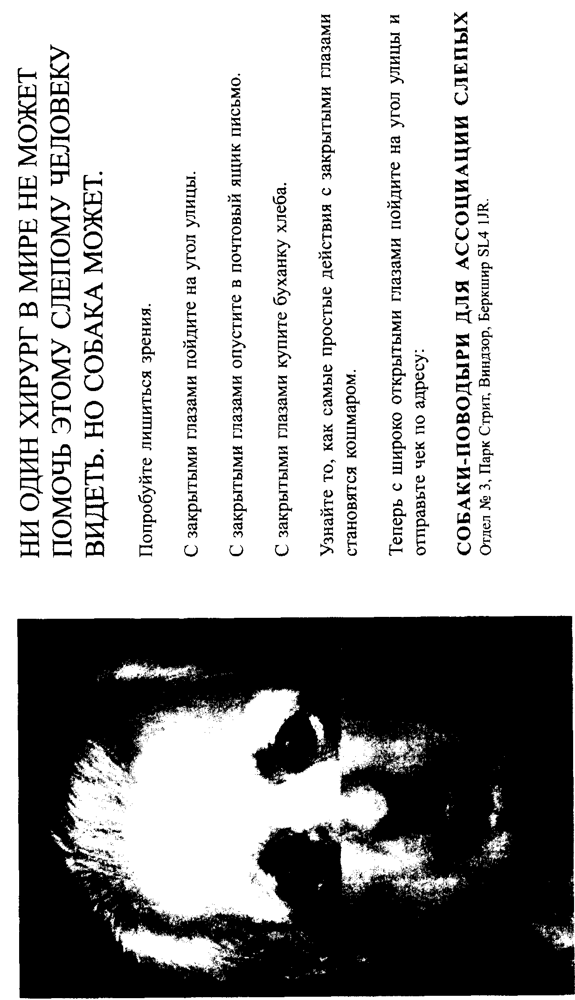 НИ ОДИН ХИРУРГ В МИРЕ НЕ МОЖЕТ
ПОМОЧЬ ЭТОМУ СЛЕПОМУ ЧЕЛОВЕКУ
ВИДЕТЬ. НО СОБАКА МОЖЕТ.
Попробуйте лишиться зрения.
С закрытыми глазами пойдите на угол улицы.
С закрытыми глазами опустите в почтовый ящик письмо.
С закрытыми глазами купите буханку хлеба.
Узнайте то, как самые простые действия с закрытыми глазами
становятся кошмаром.
Теперь с широко открытыми глазами пойдите на угол улицы и
отправьте чек по адресу:
СОБАКИ-ПОВОДЫРИ ДЛЯ АССОЦИАЦИИ СЛЕПЫХ
Отдел № 3, Парк Стрит, Виндзор, Беркшир SL4 1JR.